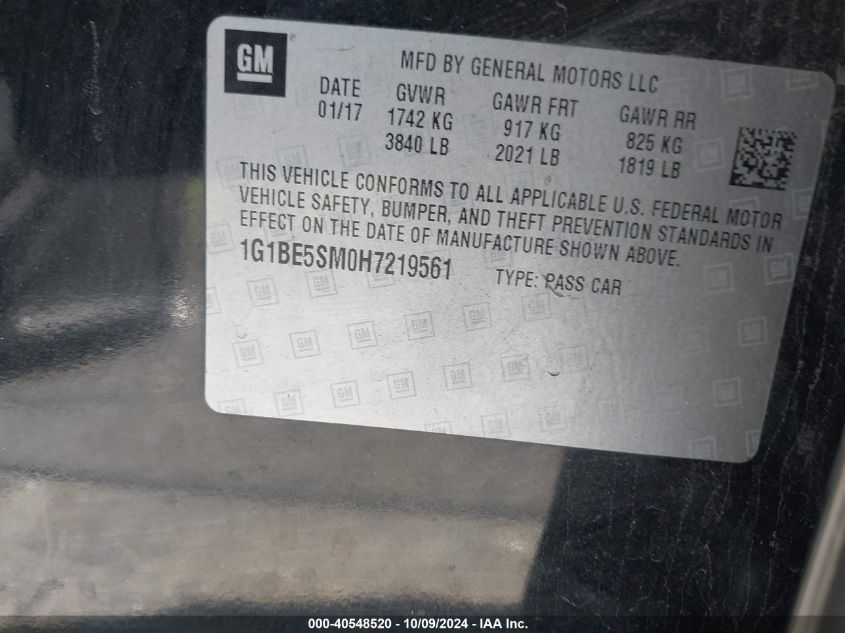 GM
MFD BY GENERAL MOTORS LLC
DATE GVWR GAWR FRT GAWR RR
01/17 1742 KG 917 KG 825 KG
3840 LB 2021 LB 1819 LB
THIS VEHICLE CONFORMS TO ALL APPLICABLE U.S. FEDERAL MOTOR
VEHICLE SAFETY, BUMPER, AND THEFT PREVENTION STANDARDS IN
EFFECT ON THE DATE OF MANUFACTURE SHOWN ABOVE.
1G1BE5SM0H7219561 TYPE: PASS CAR
000-40548520 - 10/09/2024 - IAA Inc.